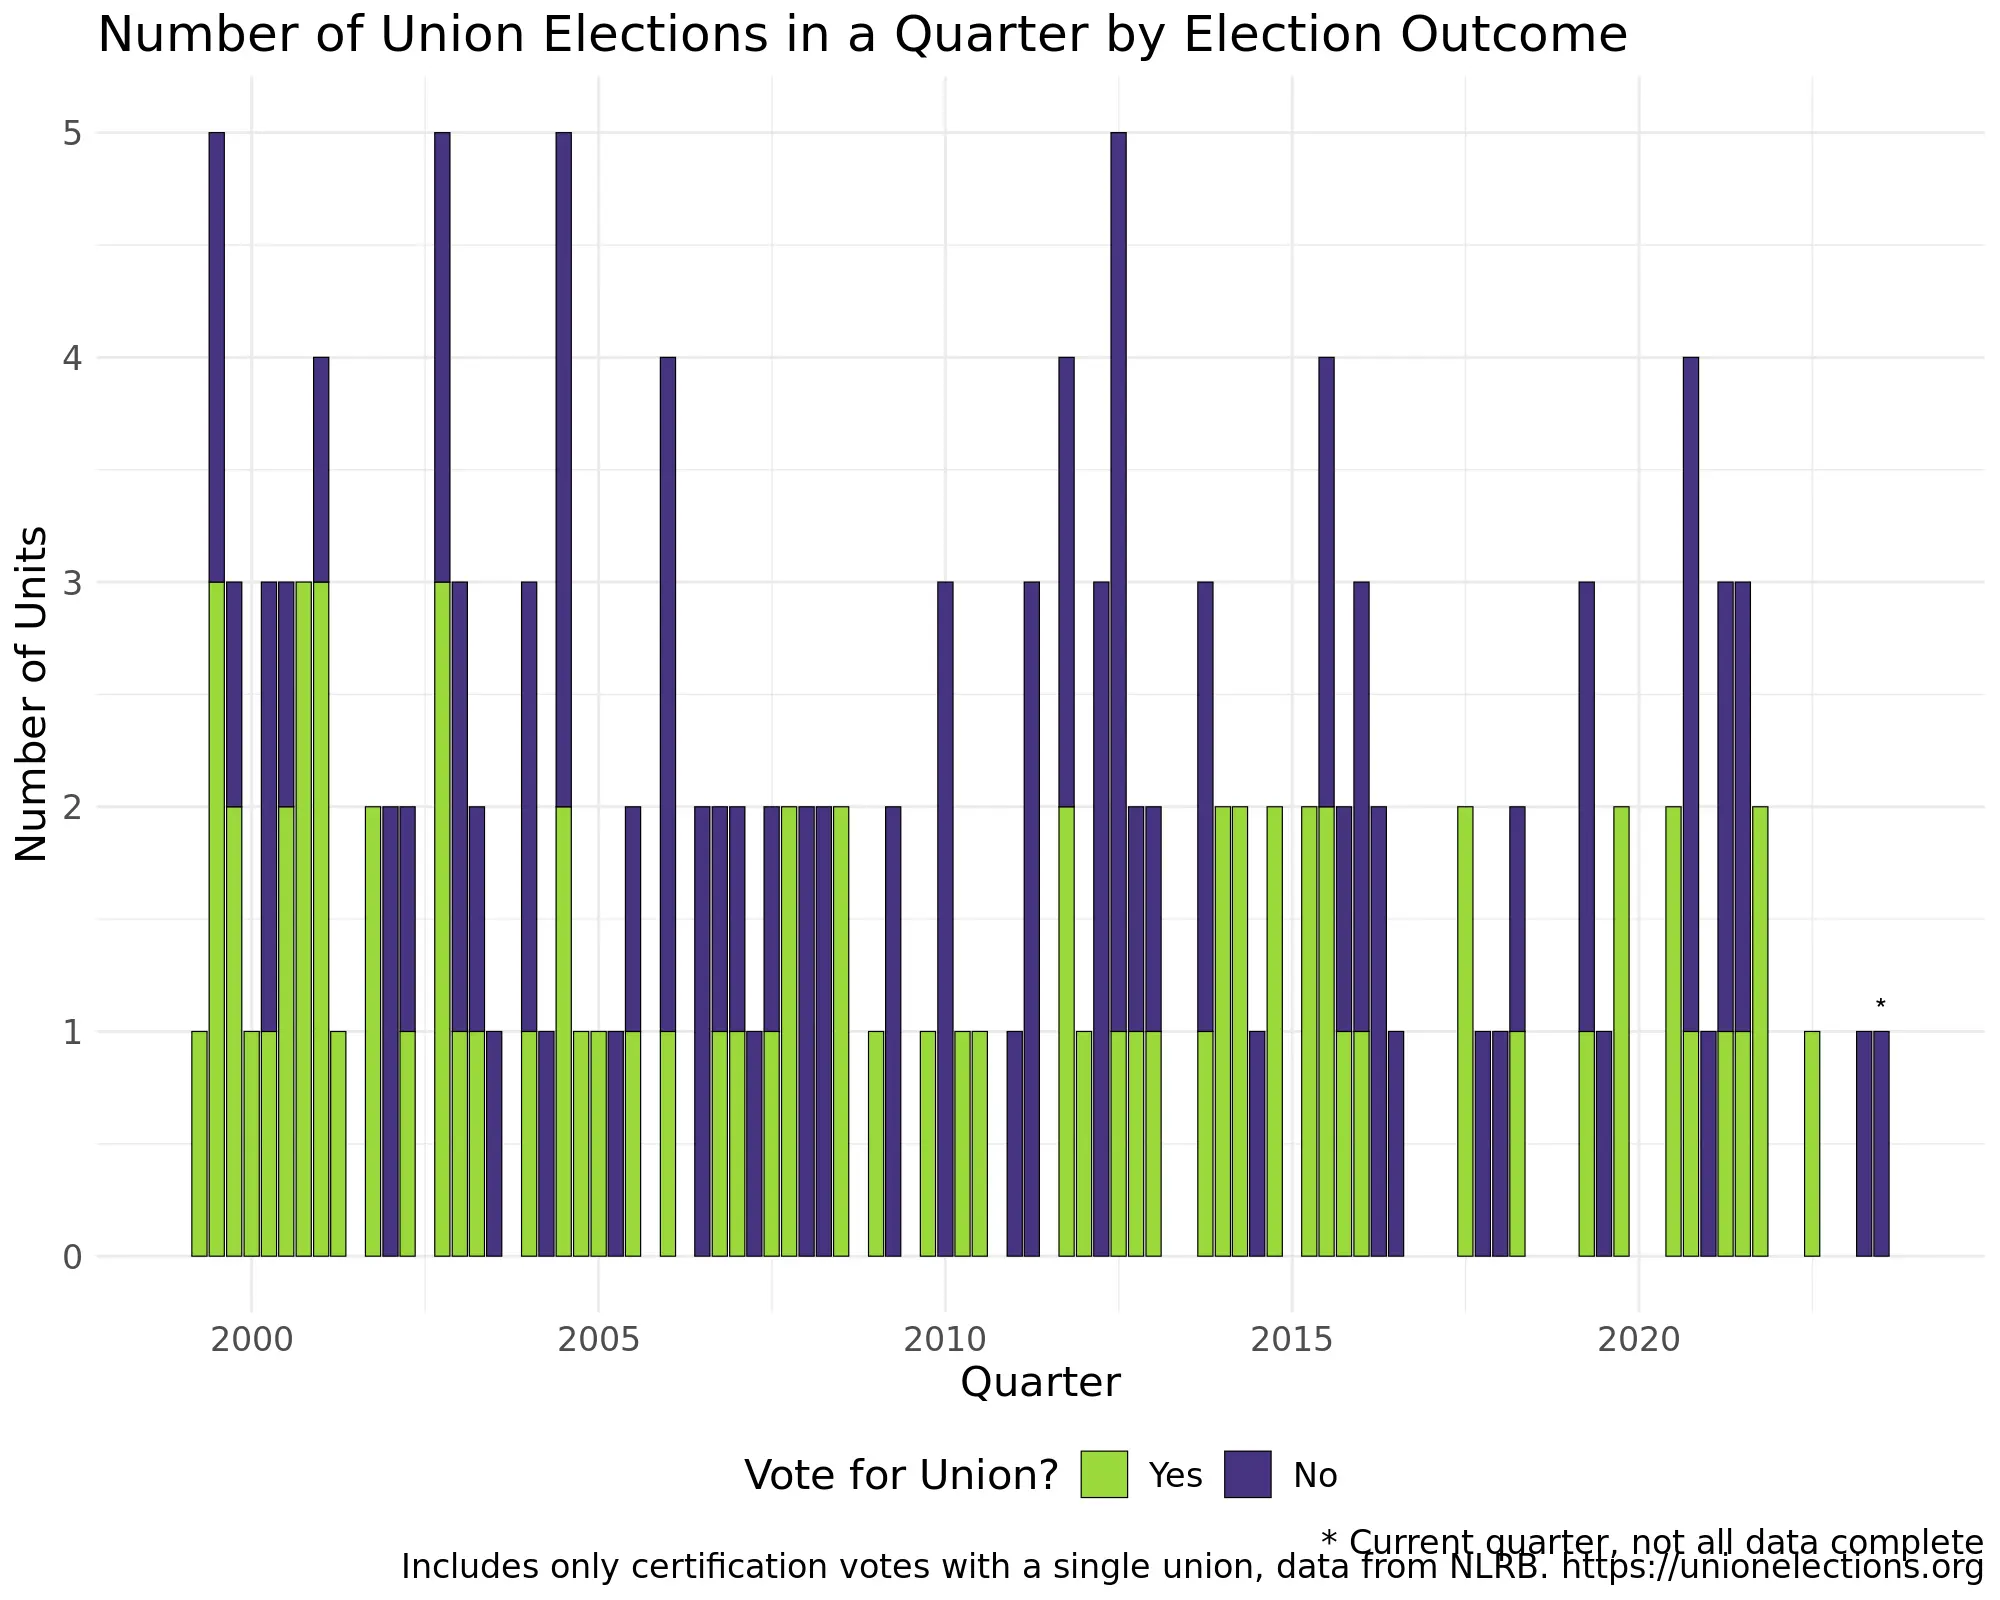 Number of Union Elections in a Quarter by Election Outcome
Number of Units
5
4
3
2
1
0
*
2000 2005 2010 2015 2020
Quarter
Vote for Union? Yes No
* Current quarter, not all data complete
Includes only certification votes with a single union, data from NLRB. https://unionelections.org